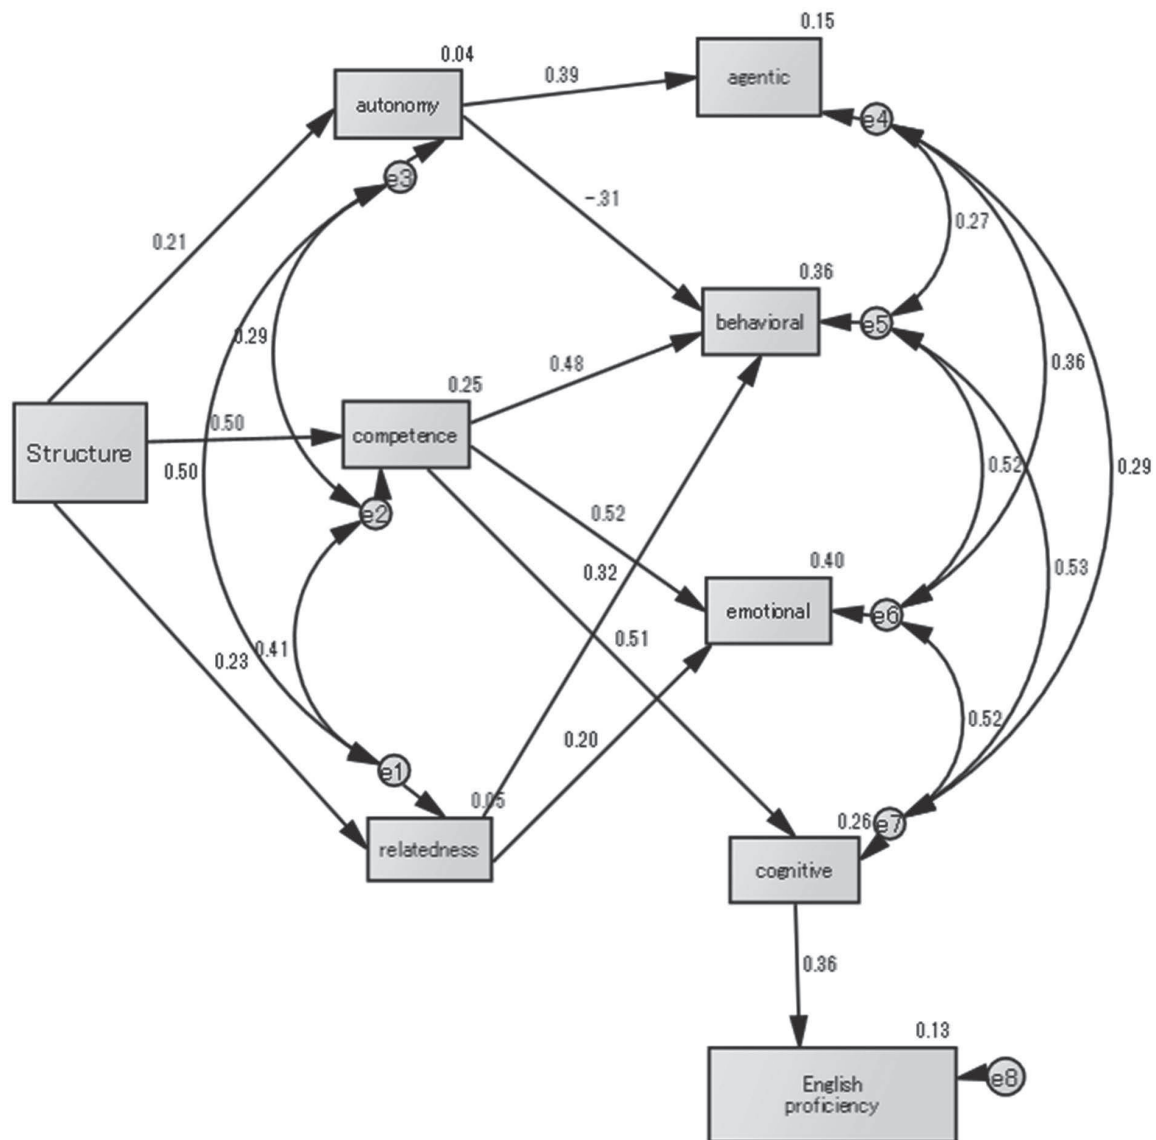 0.15
0.04
agentic
0.39
autonomy
e4
e3
-.31
0.27
0.21
0.36
behavioral
e5
0.29
0.48
0.36
0.25
Structure
0.50
competence
0.50
0.52
0.29
e2
0.52
0.40
0.32
0.53
emotional
e6
0.51
0.41
0.23
0.20
0.52
e1
0.05
0.26
e7
relatedness
cognitive
0.36
0.13
English
proficiency
e8